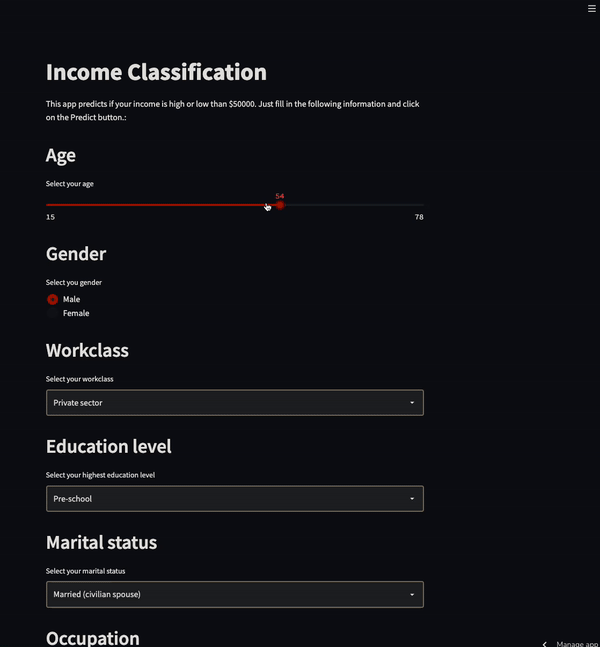 Income Classification
This app predicts if your income is high or low than $50000. Just fill in the following information and click
on the Predict button.:
Age
Select your age
54
15
78
Gender
Select you gender
Male
Female
Workclass
Select your workclass
Private sector
Education level
Select your highest education level
Pre-school
Marital status
Select your marital status
Married (civilian spouse)
Occupation
Manage app